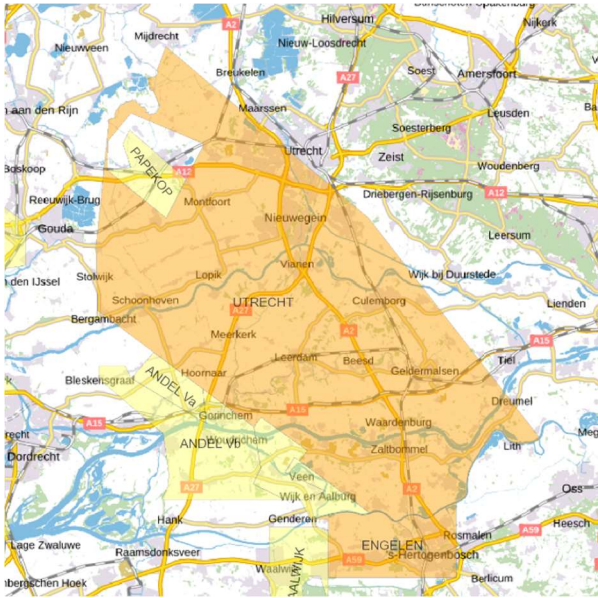 Hilversum
Nijkerk
A2
Mijdrecht
Nieuwveen
Nieuw-Loosdrecht
Breukelen
A27
Soest
Amersfoort
Maarssen
Leusden
aan den Rijn
Soesterberg
Utrecht
Zeist
Woudenberg
PAPEKOP
A12
Boskoop
Reeuwijk-Brug
Montfoort
Driebergen-Rijsenburg
A12
Nieuwegein
Gouda
Leersum
Vianen
Stolwijk
Lopik
Wijk bij Duurstede
den IJssel
Schoonhoven
UTRECHT
Culemborg
Lienden
A27
Bergambacht
Meerkerk
A2
A15
Leerdam
Beesd
Tiel
Hoornaar
Geldermalsen
Bleskensgraaf
ANDEL Va
Dreumel
Gorinchem
A15
A15
Waardenburg
ANDEL Vb
Woudrichem
Zaltbommel
Lith
Dordrecht
Veen
A27
Wijk en Aalburg
A2
Oss
Hank
Genderen
Heesch
A59
Rosmalen
Lage Zwaluwe
Raamsdonksveer
ENGELEN
's-Hertogenbosch
A59
Waalwijk
Berlicum